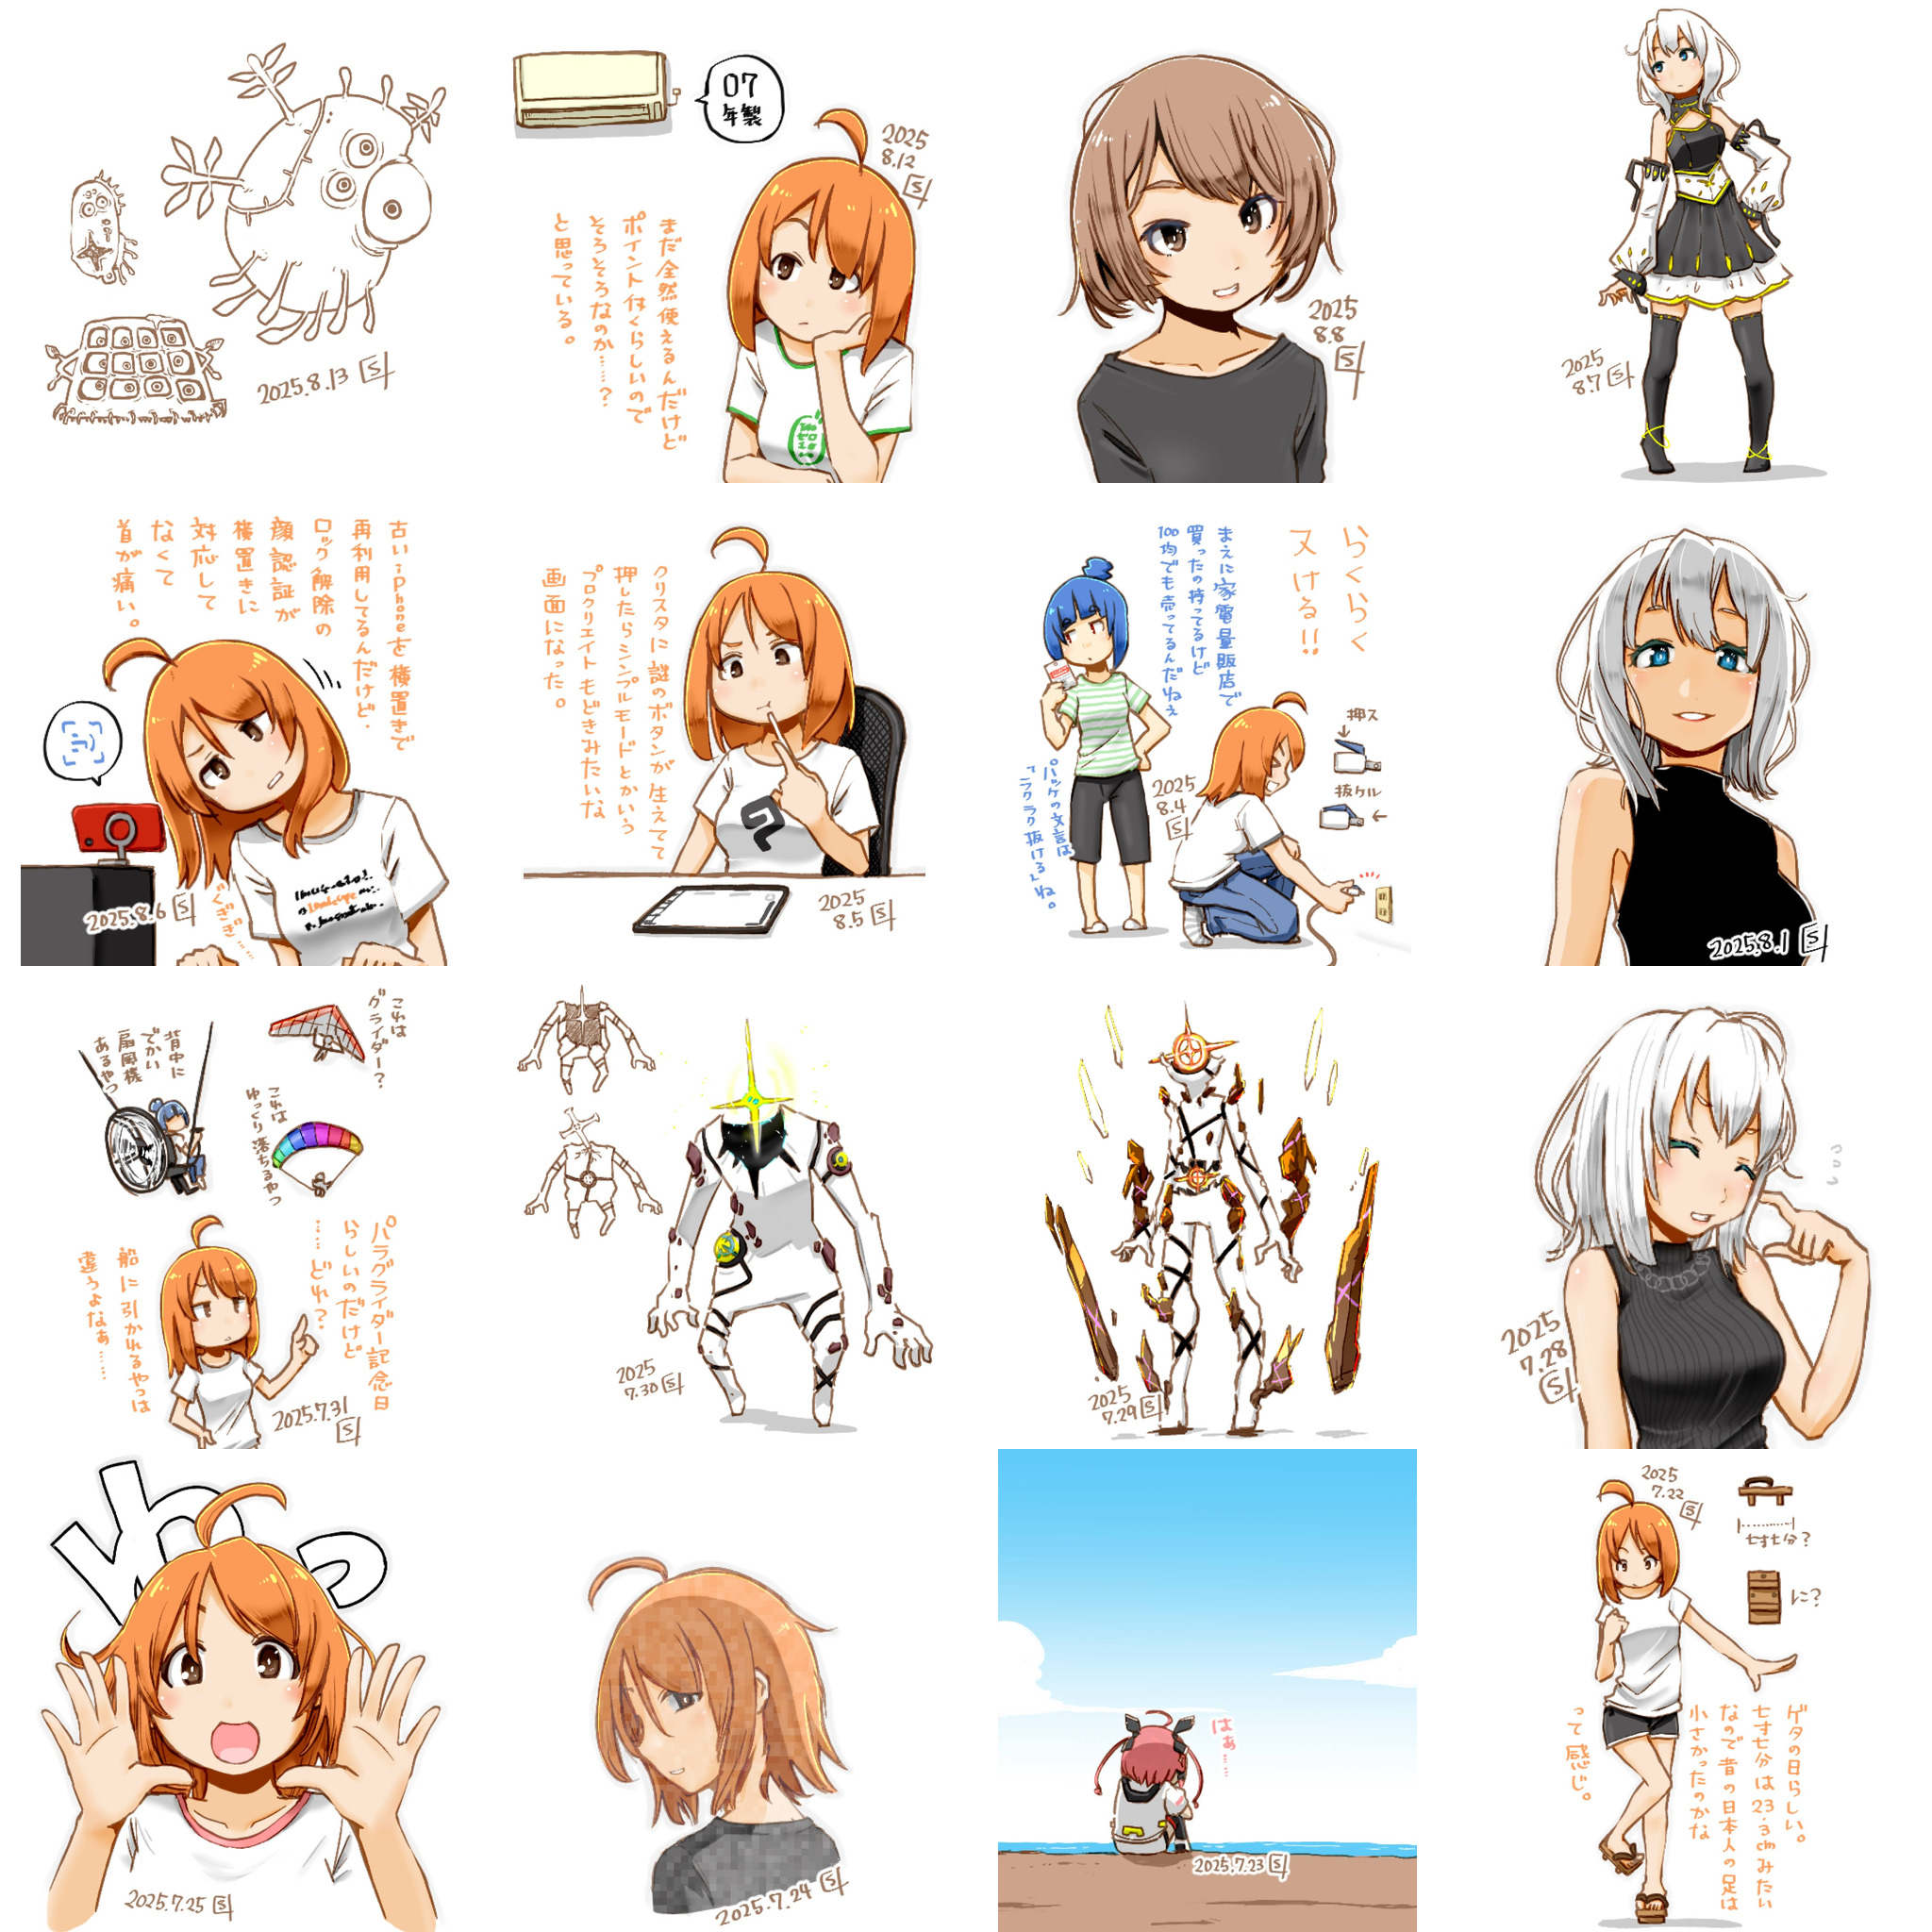 2025.8.13
07
年製
2025
8.12
まだ全然使えるんだけど
ポイント付くらしいので
そろそろなのか……?
と思っている。
2025
8.8
2025
8.7
古いiPhoneを横置きで
再利用してるんだけど、
ロック解除の
顔認証が
横置きに
対応して
なくて
首が痛い。
ぐぎぎ…
2025.8.6
クリスタに謎のボタンが生えてて
押したらシンプルモードとかいう
プロクリエイトもどきみたいな
画面になった。
2025
8.5
らくらく
又ける!!
まえに家電量販店で
買ったの持ってるけど
100均でも売ってるんだねぇ
パッケの文言は
「ラクラク抜ける」ね。
押ス
抜ケル
2025
8.4
2025.8.1
これは
グライダー?
背中に
でかい
扇風機
あるやつ
これは
ゆっくり落ちるやつ
パラグライダー記念日
らしいのだけど
……どれ?
船に引かれるやつは
違うよなぁ……
2025.7.31
2025
7.30
2025
7.29
2025
7.28
わっ
2025.7.25
2025.7.24
はぁ……
2025.7.23
2025
7.22
七寸七分?
に?
ゲタの日らしい。
七寸七分は23.3cmみたい
なので昔の日本人の足は
小さかったのかな
って感じ。